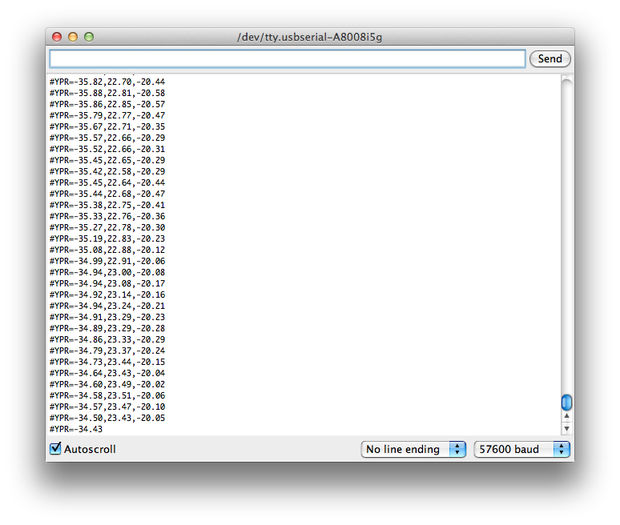 /dev/tty.usbserial-A8008i5g
Send
#YPR=-35.82,22.70,-20.44
#YPR=-35.88,22.81,-20.58
#YPR=-35.86,22.85,-20.57
#YPR=-35.79,22.77,-20.47
#YPR=-35.67,22.71,-20.35
#YPR=-35.57,22.66,-20.29
#YPR=-35.52,22.66,-20.31
#YPR=-35.45,22.65,-20.29
#YPR=-35.42,22.58,-20.29
#YPR=-35.45,22.64,-20.44
#YPR=-35.44,22.68,-20.47
#YPR=-35.38,22.75,-20.41
#YPR=-35.33,22.76,-20.36
#YPR=-35.27,22.78,-20.30
#YPR=-35.19,22.83,-20.23
#YPR=-35.08,22.88,-20.12
#YPR=-34.99,22.91,-20.06
#YPR=-34.94,23.00,-20.08
#YPR=-34.94,23.08,-20.17
#YPR=-34.92,23.14,-20.16
#YPR=-34.94,23.24,-20.21
#YPR=-34.91,23.29,-20.23
#YPR=-34.89,23.29,-20.28
#YPR=-34.86,23.33,-20.29
#YPR=-34.79,23.37,-20.24
#YPR=-34.73,23.44,-20.15
#YPR=-34.64,23.43,-20.04
#YPR=-34.60,23.49,-20.02
#YPR=-34.58,23.51,-20.06
#YPR=-34.57,23.47,-20.10
#YPR=-34.50,23.43,-20.05
#YPR=-34.43
Autoscroll
No line ending
57600 baud